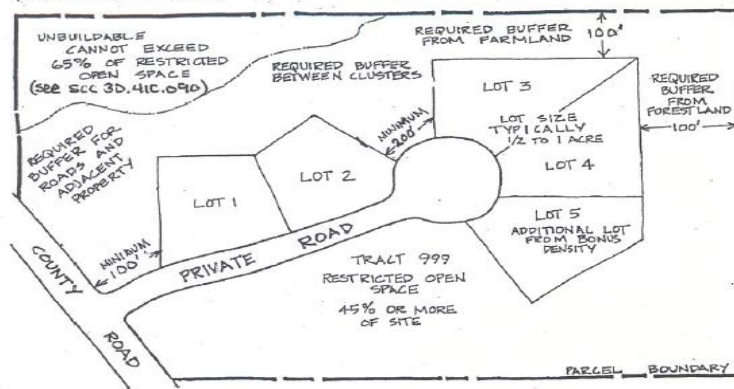 UNBUILDABLE
CANNOT EXCEED
65% OF RESTRICTED
OPEN SPACE
(see SCC 30.41C.090)
REQUIRED BUFFER
BETWEEN CLUSTERS
REQUIRED BUFFER
FROM FARMLAND
100'
REQUIRED
BUFFER
FROM
FORESTLAND
100'
REQUIRED
BUFFER FOR
ROADS AND
ADJACENT
PROPERTY
MINIMUM
200'
LOT 3
LOT SIZE
TYPICALLY
1/2 TO 1 ACRE
LOT 4
LOT 1
LOT 2
LOT 5
ADDITIONAL LOT
FROM BONUS
DENSITY
MINIMUM
100'
PRIVATE ROAD
COUNTY
ROAD
TRACT 999
RESTRICTED OPEN
SPACE
45% OR MORE
OF SITE
PARCEL BOUNDARY